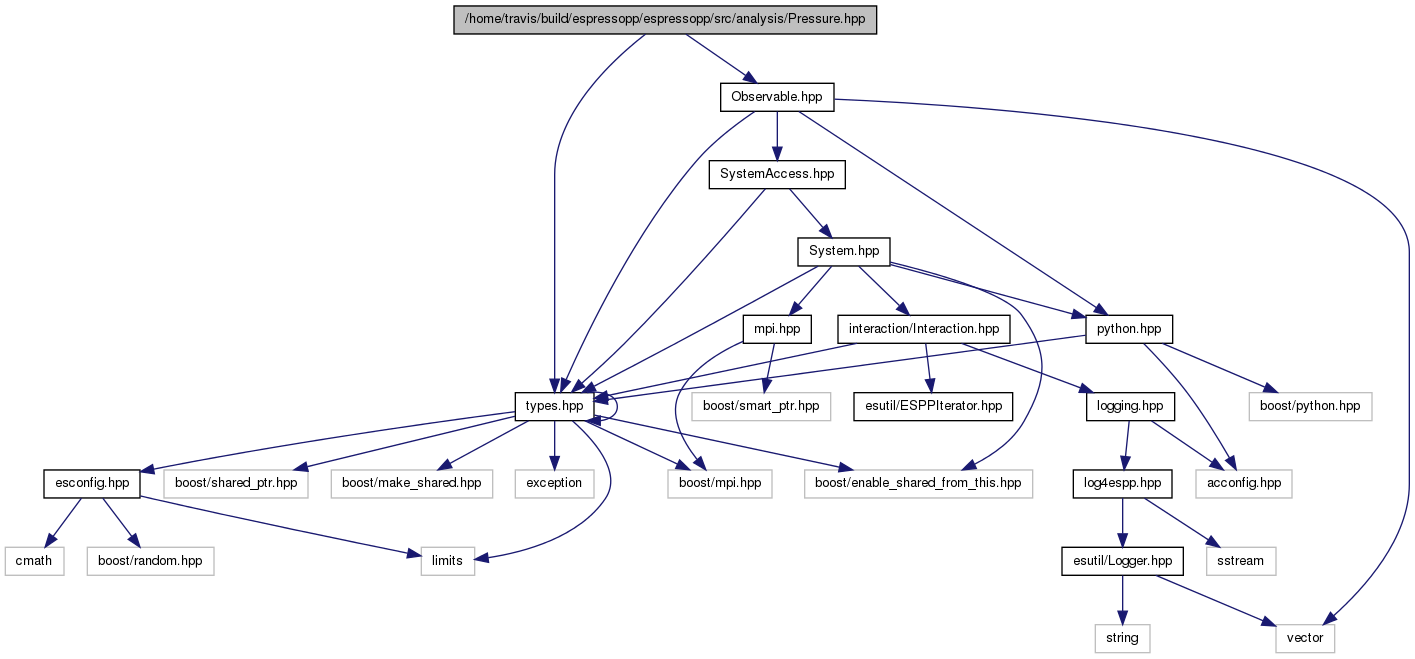 /home/travis/build/espressopp/espressopp/src/analysis/Pressure.hpp
Observable.hpp
SystemAccess.hpp
System.hpp
mpi.hpp
interaction/Interaction.hpp
python.hpp
types.hpp
boost/smart_ptr.hpp
esutil/ESPPIterator.hpp
logging.hpp
boost/python.hpp
esconfig.hpp
boost/shared_ptr.hpp
boost/make_shared.hpp
exception
boost/mpi.hpp
boost/enable_shared_from_this.hpp
log4espp.hpp
acconfig.hpp
cmath
boost/random.hpp
limits
esutil/Logger.hpp
sstream
string
vector